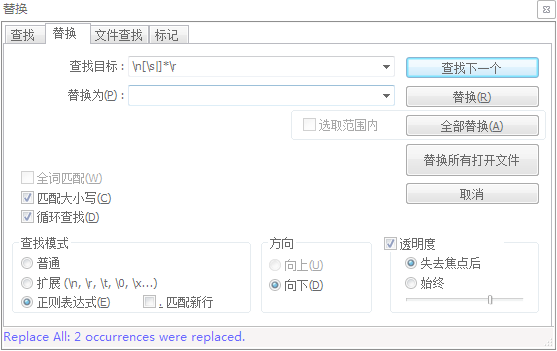 替换
查找 替换 文件查找 标记
查找目标： \n[\s|]*\r 查找下一个
替换为(P)： 替换(R)
选取范围内 全部替换(A)
替换所有打开文件
全词匹配(W) 取消
匹配大小写(C)
循环查找(D)
查找模式 方向 透明度
普通 向上(U) 失去焦点后
扩展 (\n, \r, \t, \0, \x...) 向下(D) 始终
正则表达式(E) . 匹配新行
Replace All: 2 occurrences were replaced.